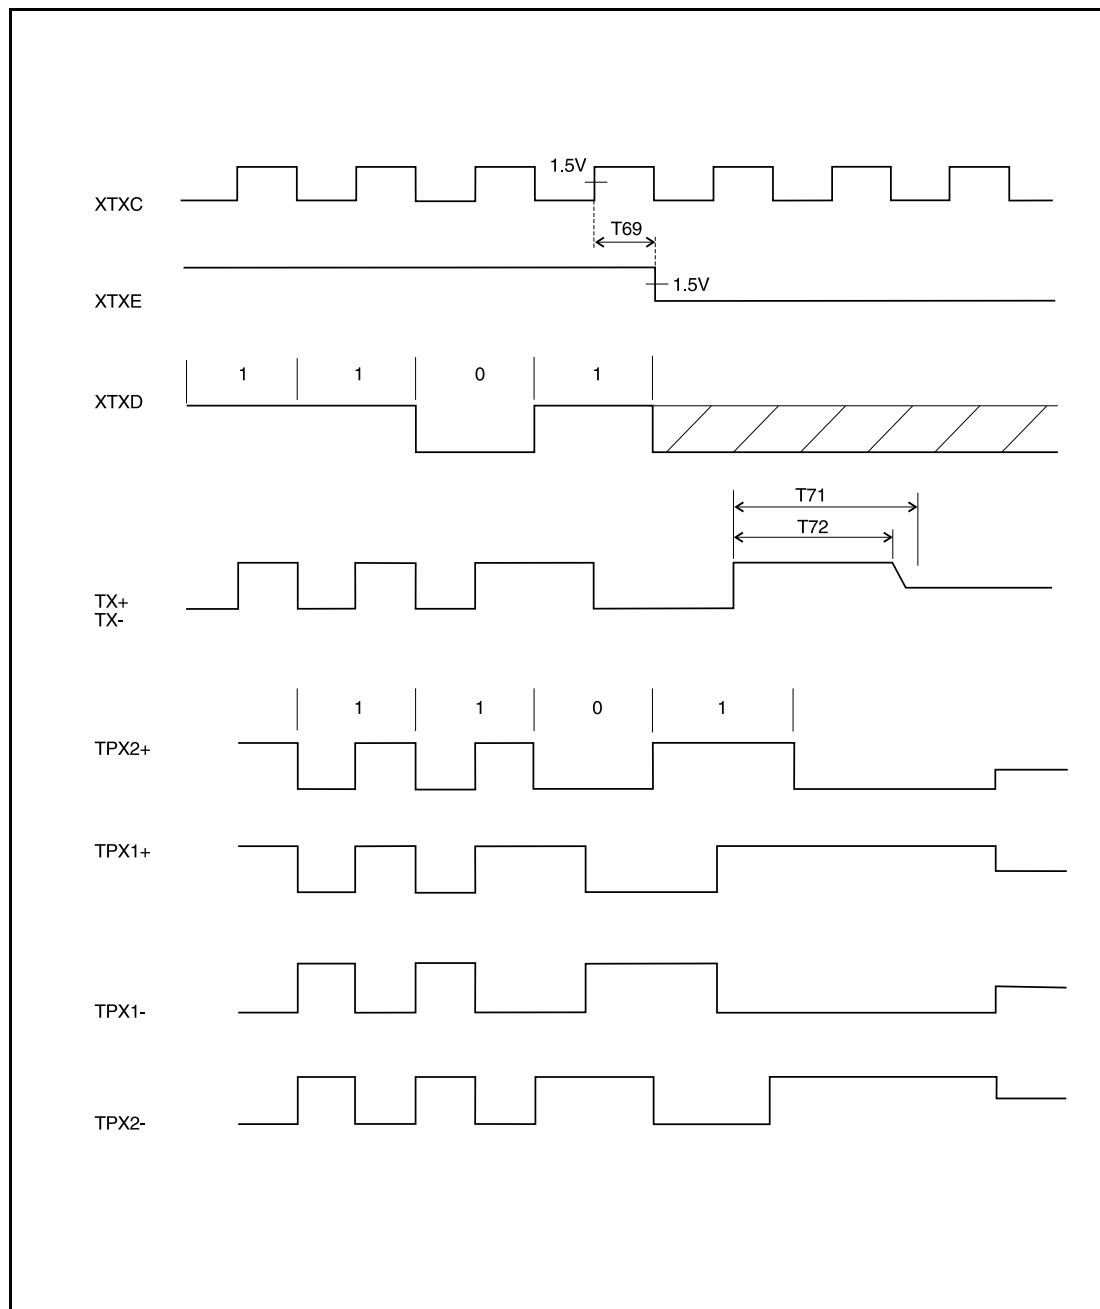 1.5V
XTXC
T69
1.5V
XTXE
1 1 0 1
XTXD
T71
T72
TX+
TX-
1 1 0 1
TPX2+
TPX1+
TPX1-
TPX2-